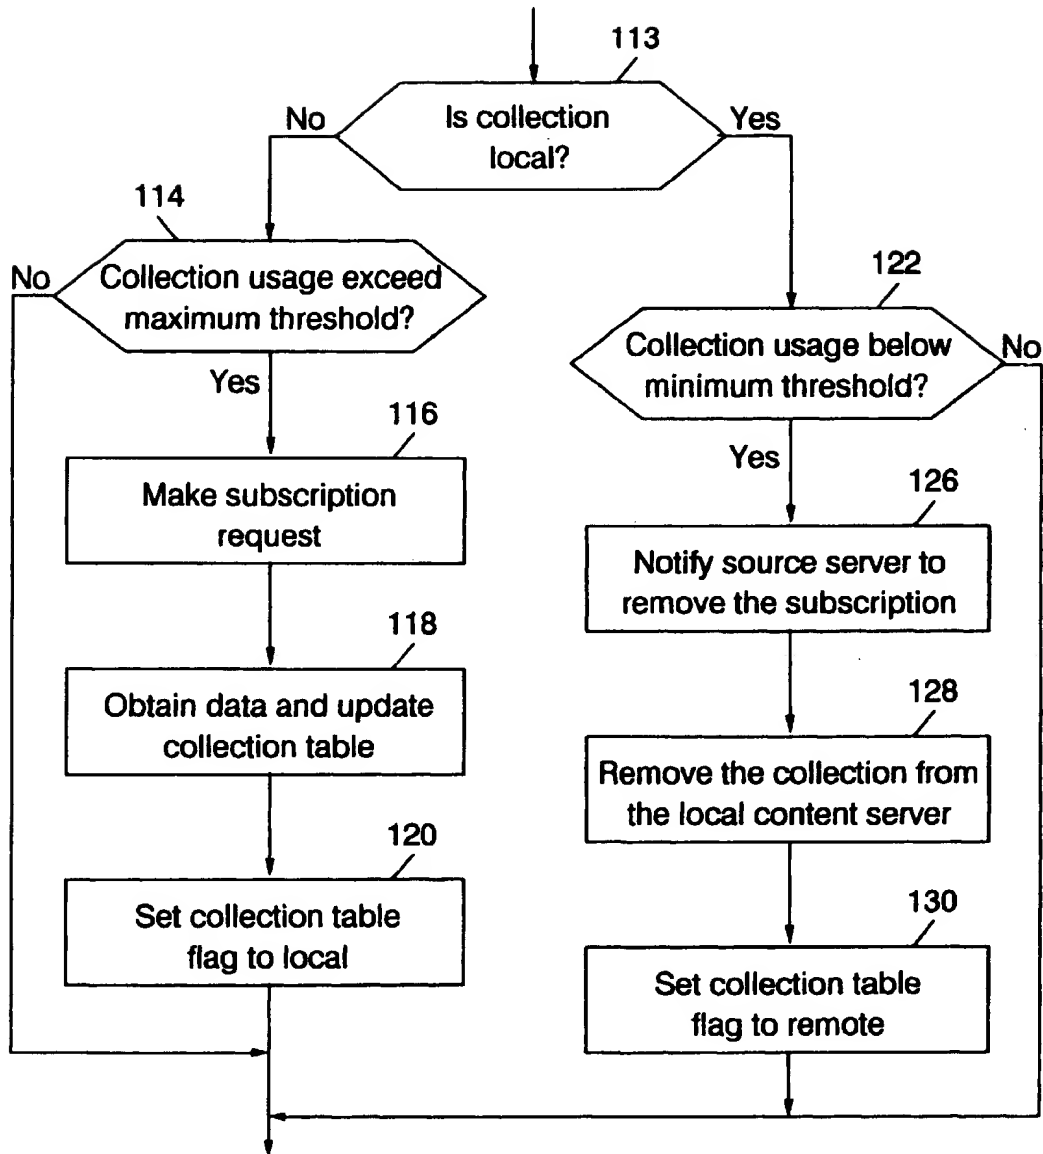 113
Is collection
local?
No
Yes
114
Collection usage exceed
maximum threshold?
No
Yes
122
Collection usage below
minimum threshold?
No
Yes
116
Make subscription
request
126
Notify source server to
remove the subscription
118
Obtain data and update
collection table
128
Remove the collection from
the local content server
120
Set collection table
flag to local
130
Set collection table
flag to remote